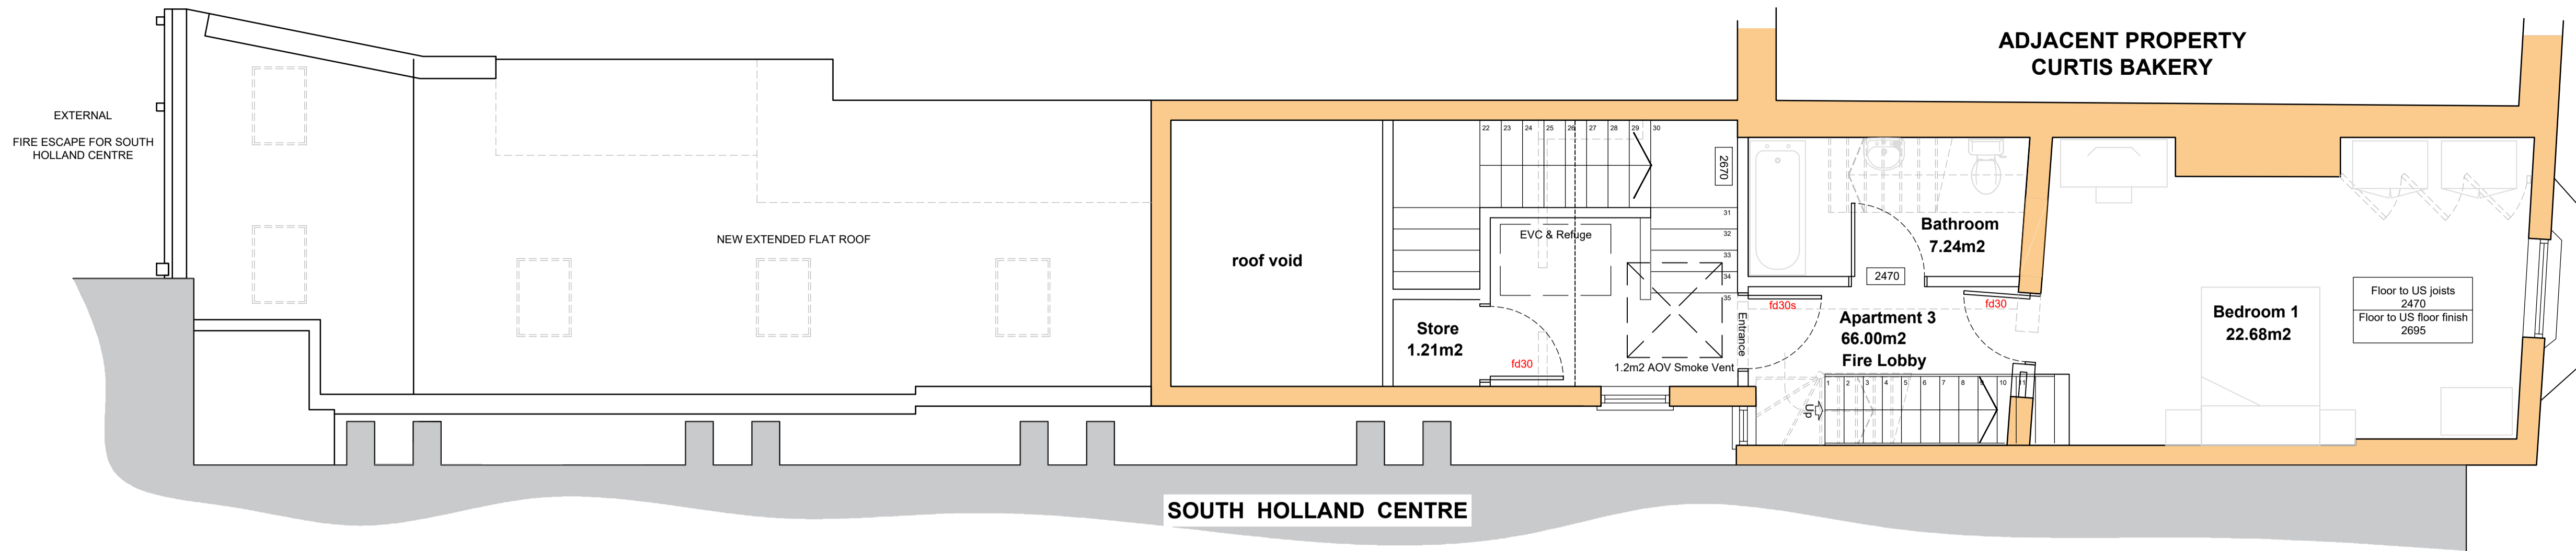 ADJACENT PROPERTY
CURTIS BAKERY
EXTERNAL
FIRE ESCAPE FOR SOUTH
HOLLAND CENTRE
NEW EXTENDED FLAT ROOF
roof void
22 23 24 25 26 27 28 29 30
2670
31
32
33
34
35
EVC & Refuge
Store
1.21m2
fd30
1.2m2 AOV Smoke Vent
Entrance
Bathroom
7.24m2
2470
fd30s
fd30
Apartment 3
66.00m2
Fire Lobby
1 2 3 4 5 6 7 8 9 10 11
Up
Bedroom 1
22.68m2
Floor to US joists
2470
Floor to US floor finish
2695
SOUTH HOLLAND CENTRE